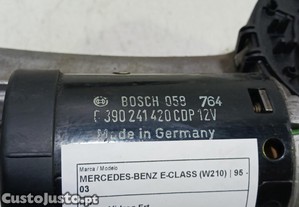 BOSCH 058 764
0 390 241 420 CDP 12V
Made in Germany
Marca / Modelo
MERCEDES-BENZ E-CLASS (W210) | 95 -
03
CustoJusto.pt